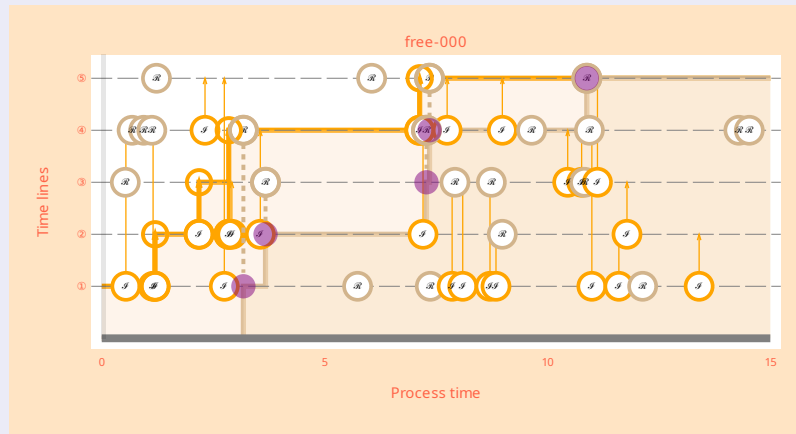 free-000
⑤ ℛ ℛ ℛ
④ ℛ ℛ ℛ ℐ ℛ ℐ ℛ ℐ ℐ ℛ ℛ ℛ ℛ
③ ℛ ℛ ℛ ℛ ℐ ℛ ℐ
② ℐ ℐ ℐ ℛ ℐ
① ℐ ℐ ℐ ℛ ℛ ℐ ℐ ℐ ℐ ℐ ℐ ℛ ℐ
Time lines
0 5 10 15
Process time